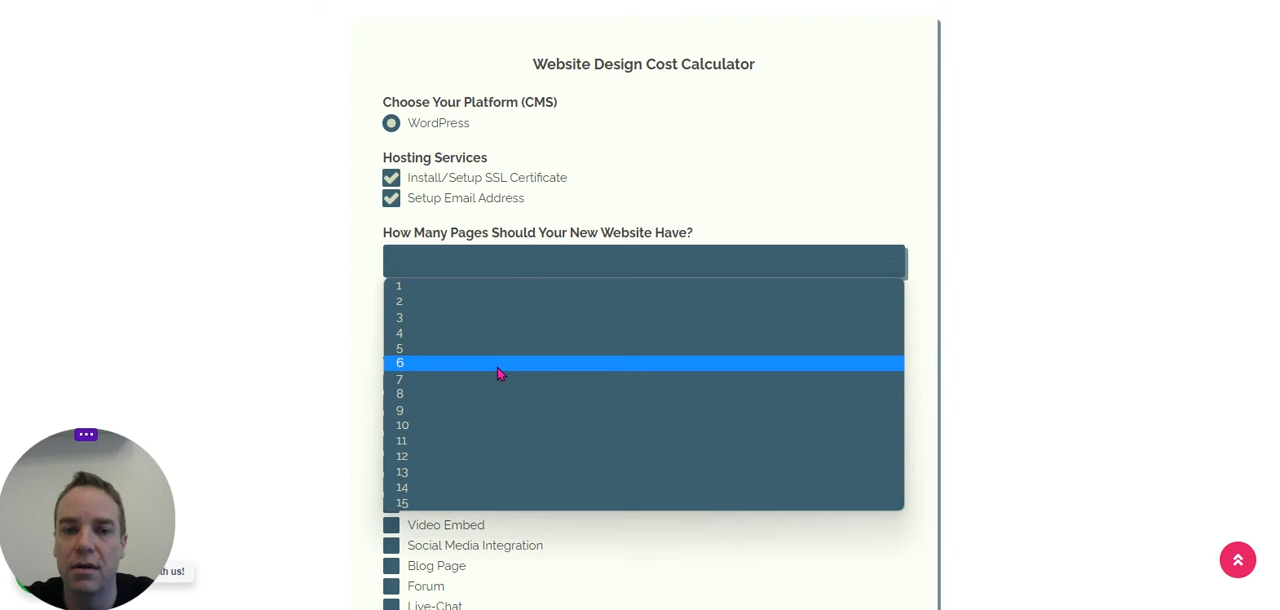 Website Design Cost Calculator
Choose Your Platform (CMS)
WordPress
Hosting Services
Install/Setup SSL Certificate
Setup Email Address
How Many Pages Should Your New Website Have?
1
2
3
4
5
6
7
8
9
10
11
12
13
14
15
Video Embed
Social Media Integration
Blog Page
Forum
Live-Chat
us!